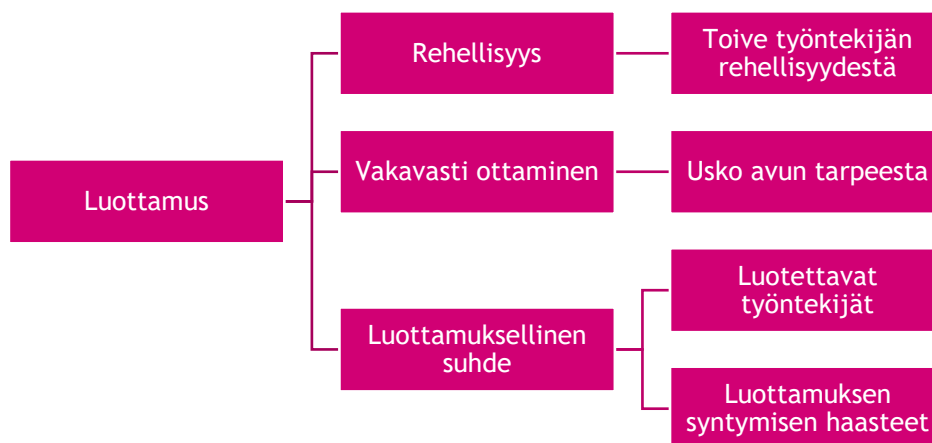 Luottamus
Rehellisyys
Toive työntekijän
rehellisyydestä
Vakavasti ottaminen
Usko avun tarpeesta
Luottamuksellinen
suhde
Luotettavat
työntekijät
Luottamuksen
syntymisen haasteet